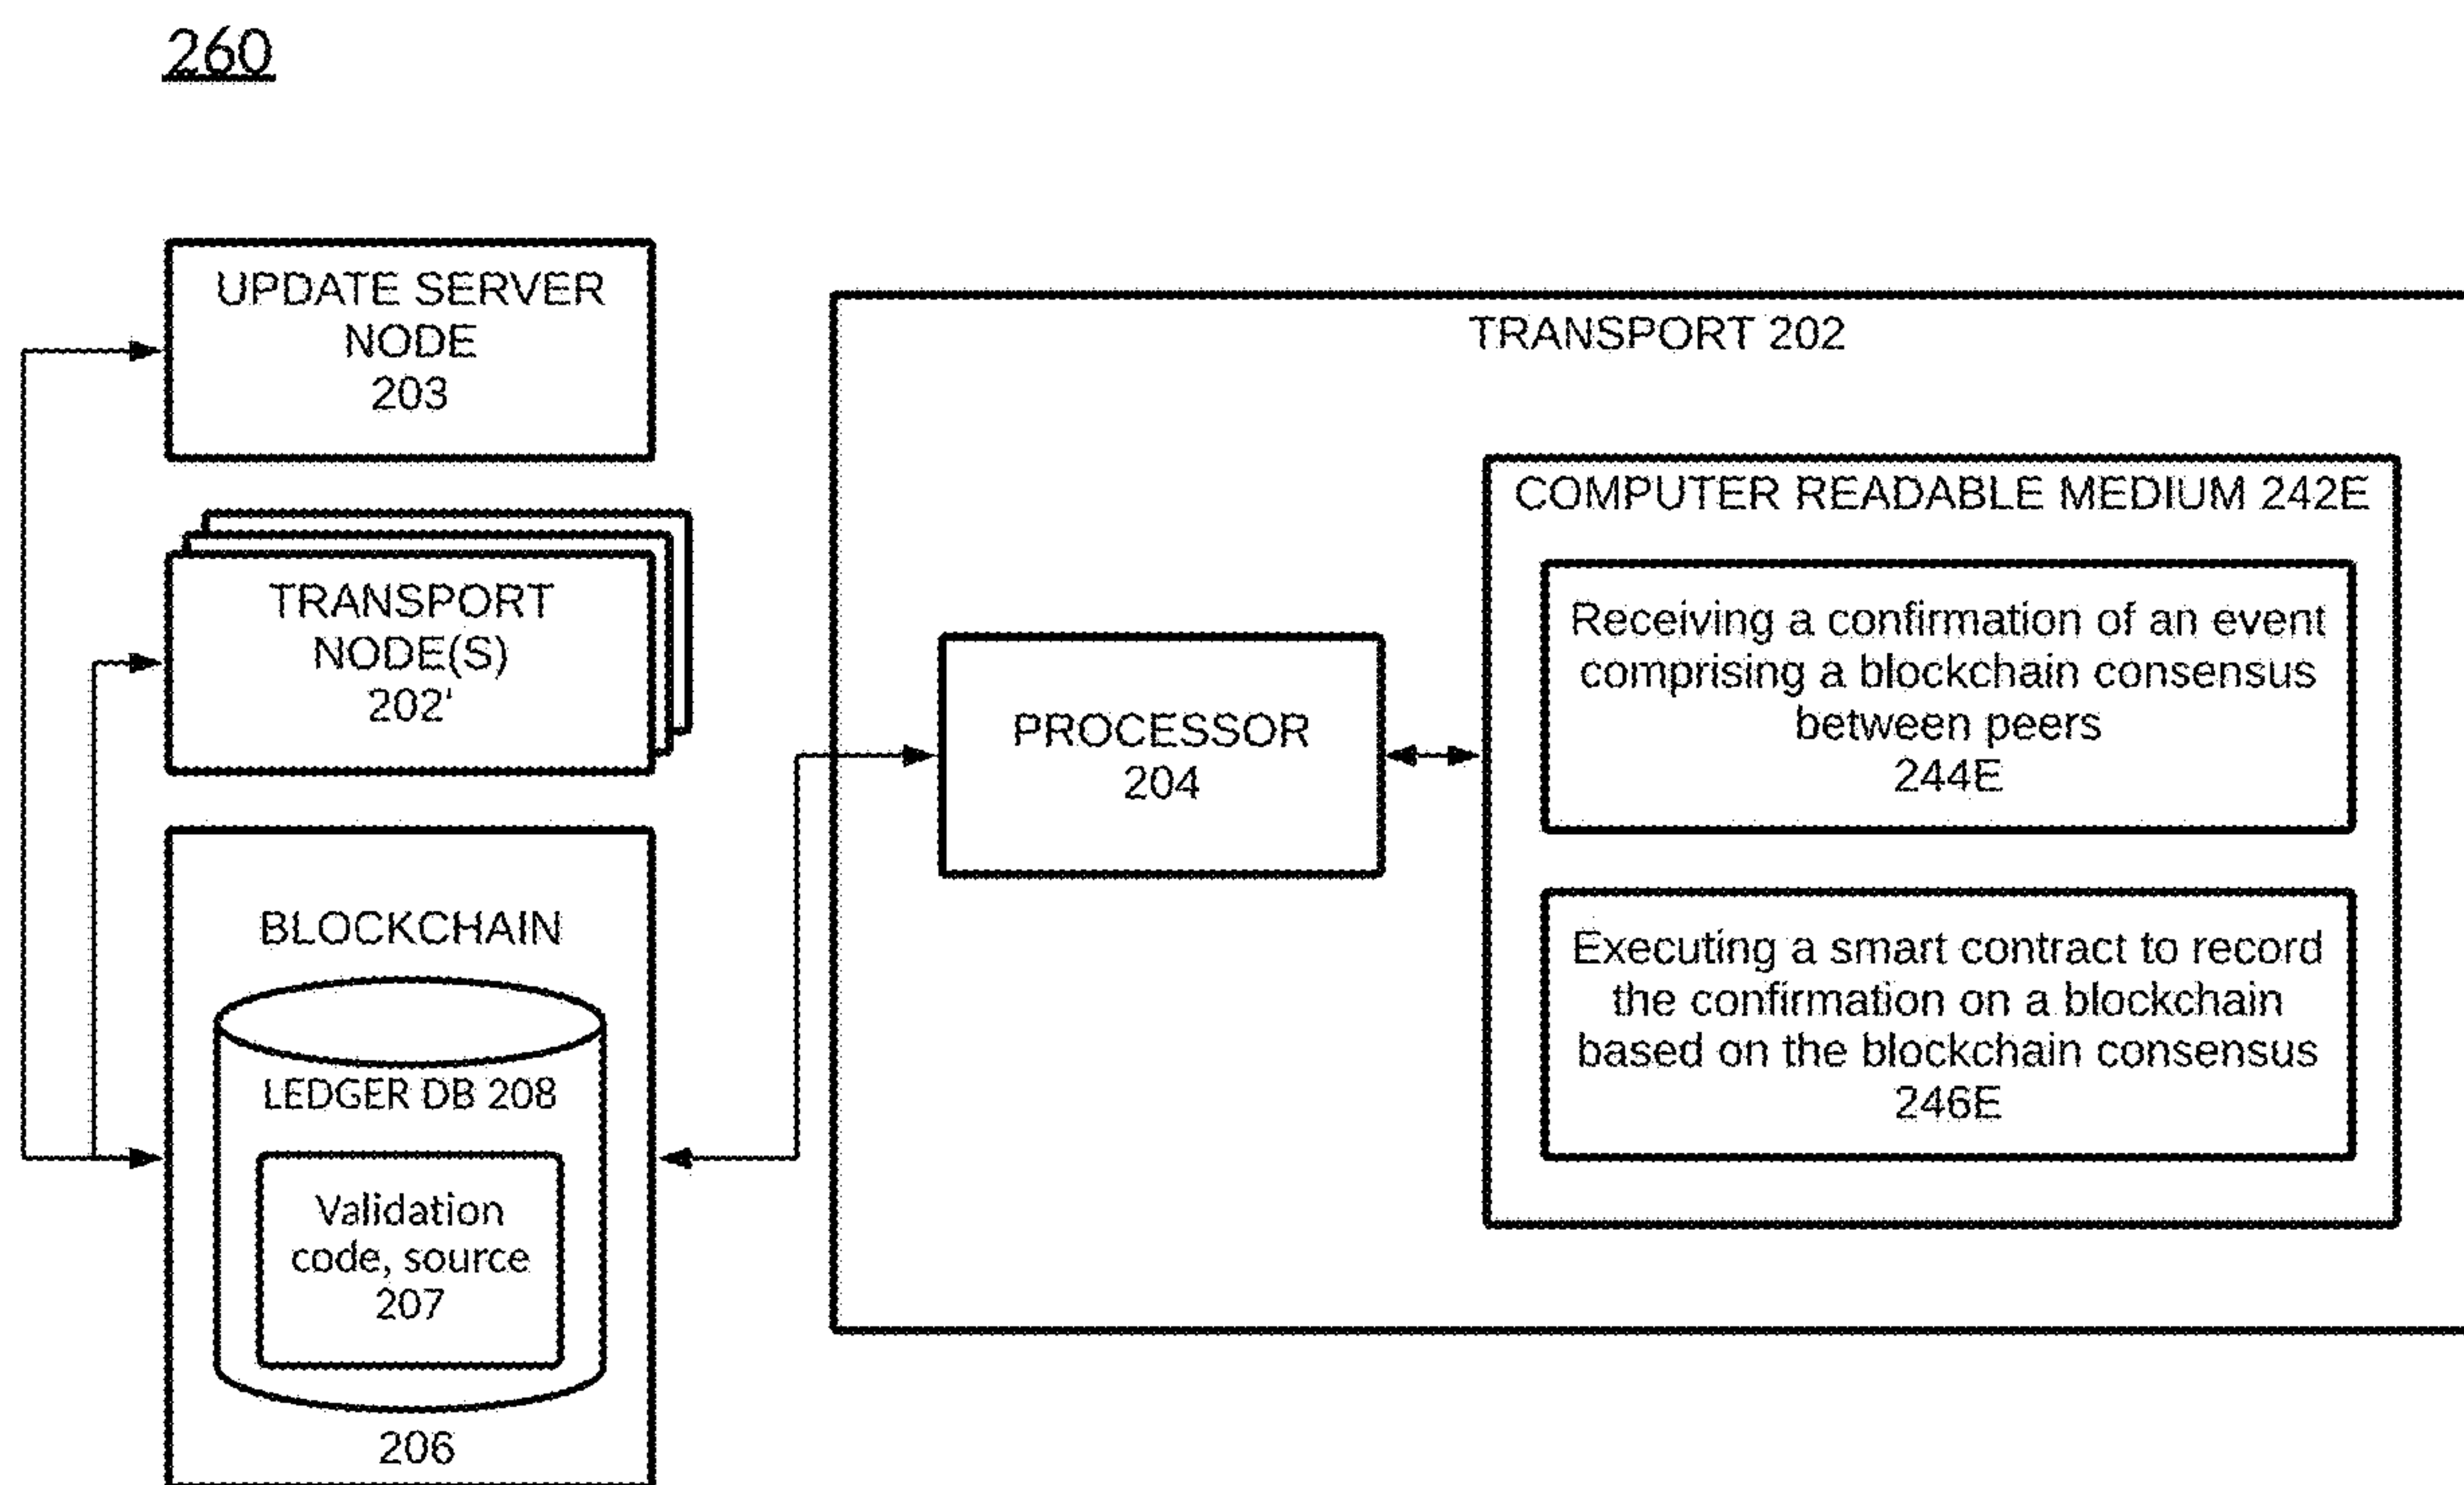 260
UPDATE SERVER
NODE
203
TRANSPORT
NODE(S)
202'
BLOCKCHAIN
LEDGER DB 208
Validation
code, source
207
206
TRANSPORT 202
PROCESSOR
204
COMPUTER READABLE MEDIUM 242E
Receiving a confirmation of an event
comprising a blockchain consensus
between peers
244E
Executing a smart contract to record
the confirmation on a blockchain
based on the blockchain consensus
246E